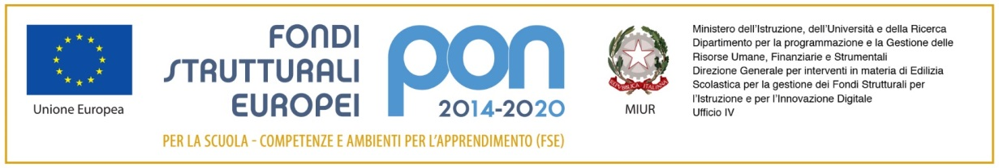 Unione Europea
FONDI
STRUTTURALI
EUROPEI
pon
2014-2020
PER LA SCUOLA - COMPETENZE E AMBIENTI PER L'APPRENDIMENTO (FSE)
REPVBBLICA ITALIANA
MIUR
Ministero dell'Istruzione, dell'Università e della Ricerca
Dipartimento per la programmazione e la Gestione delle
Risorse Umane, Finanziarie e Strumentali
Direzione Generale per interventi in materia di Edilizia
Scolastica per la gestione dei Fondi Strutturali per
l'Istruzione e per l'Innovazione Digitale
Ufficio IV